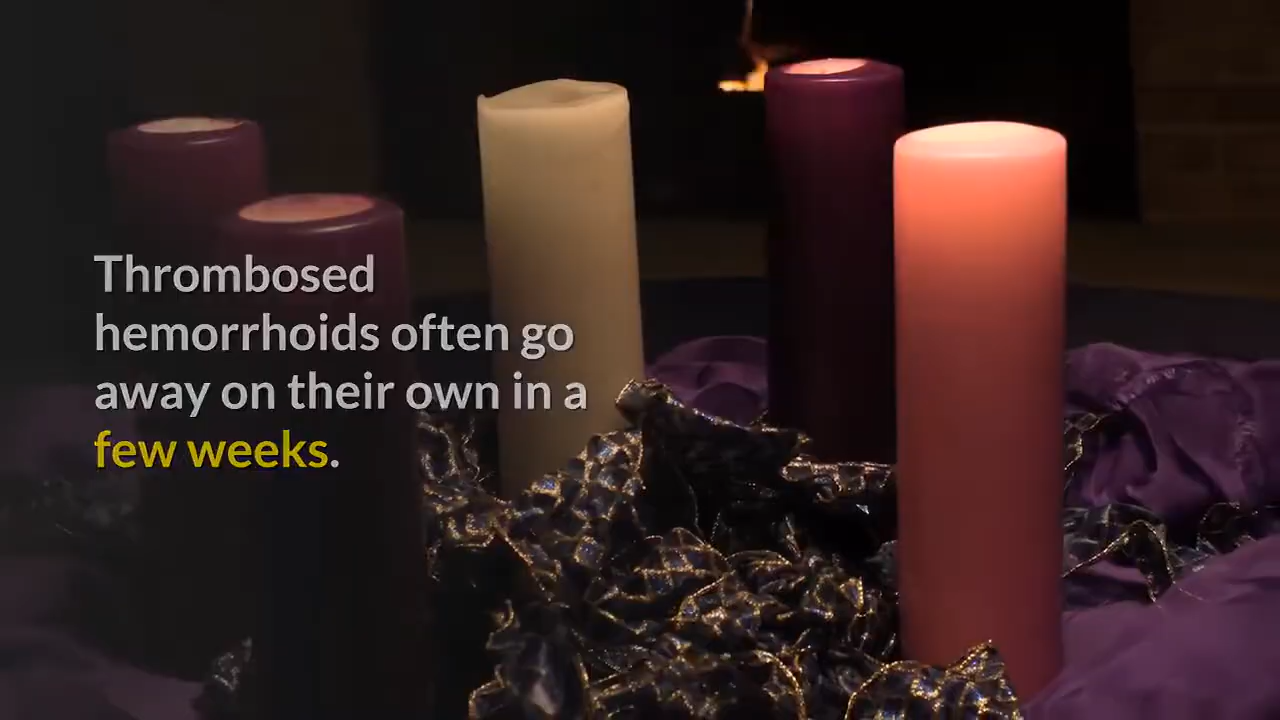 Thrombosed
hemorrhoids often go
away on their own in a
few weeks.